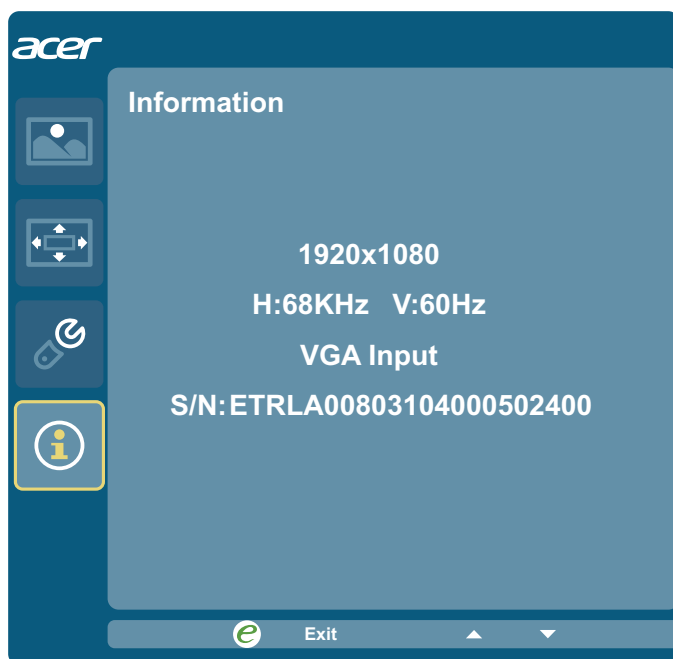 acer
Information
1920x1080
H:68KHz V:60Hz
VGA Input
S/N:ETRLA00803104000502400
e Exit